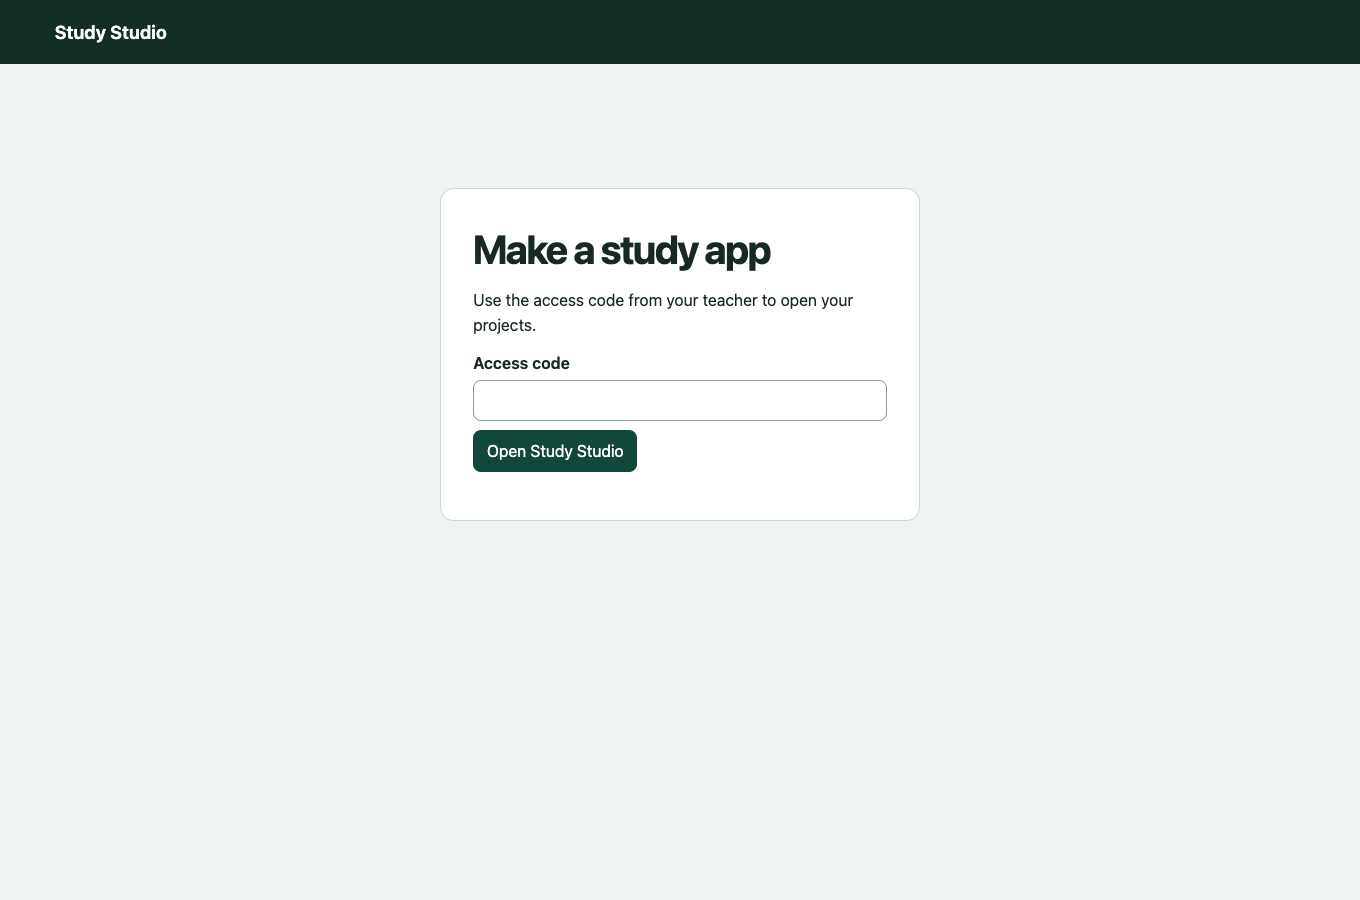 Study Studio
Make a study app
Use the access code from your teacher to open your
projects.
Access code
Open Study Studio